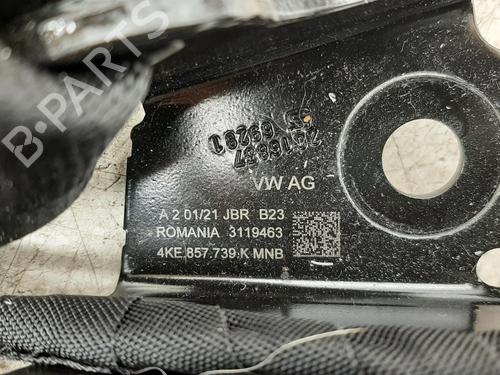 B-PARTS
VW AG
A 2 01/21 JBR B23
ROMANIA 3119463
4KE.857.739.K MNB